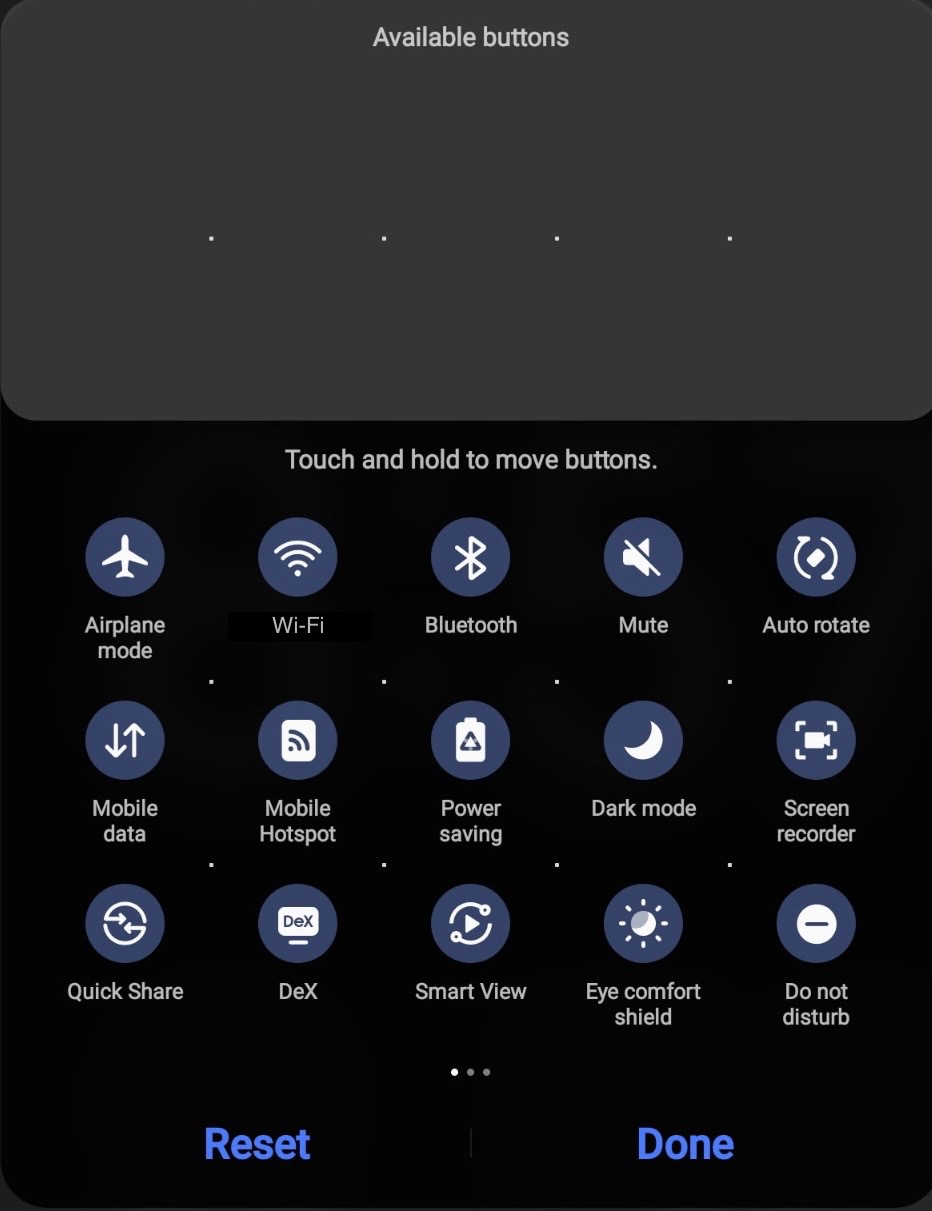 Available buttons
Touch and hold to move buttons.
Airplane mode
Wi-Fi
Bluetooth
Mute
Auto rotate
Mobile data
Mobile Hotspot
Power saving
Dark mode
Screen recorder
Quick Share
DeX
DeX
Smart View
Eye comfort shield
Do not disturb
Reset
Done